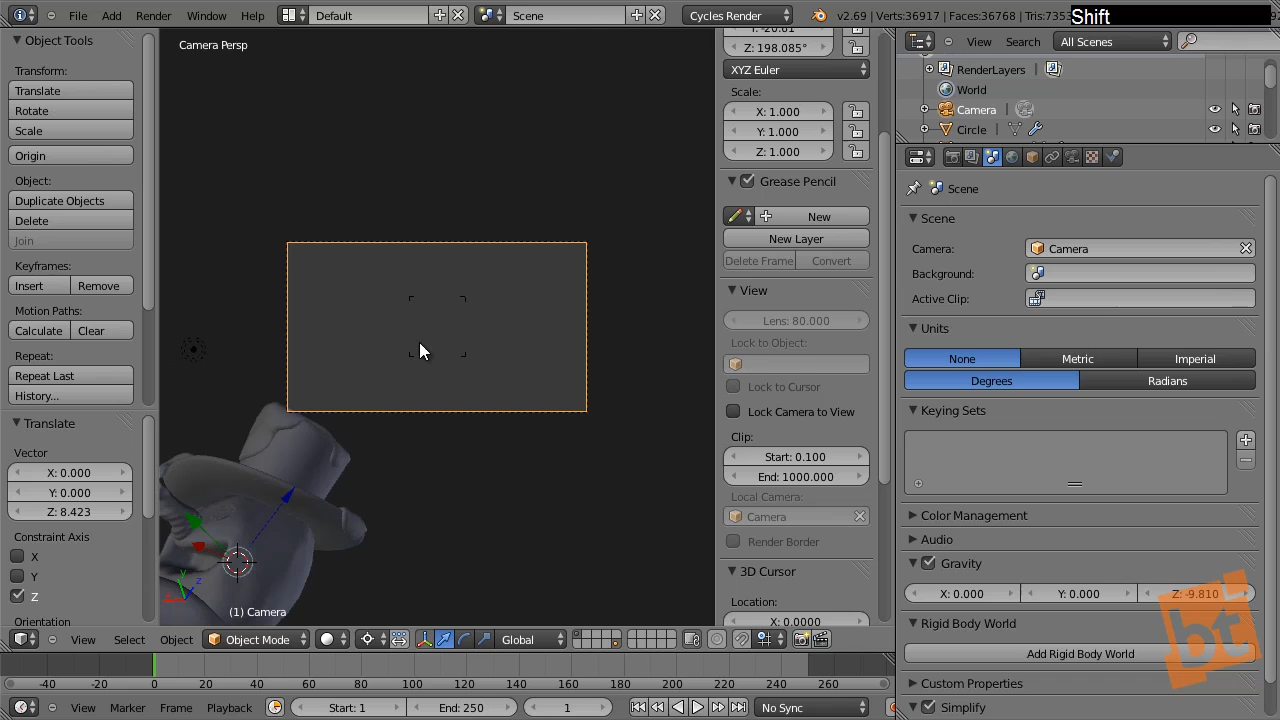 File Add Render Window Help Default Scene Cycles Render v2.69 | Verts:36917 | Faces:36768 | Tris:7353
Shift
Object Tools
Transform:
Translate
Rotate
Scale
Origin
Object:
Duplicate Objects
Delete
Join
Keyframes:
Insert Remove
Motion Paths:
Calculate Clear
Repeat:
Repeat Last
History...
Translate
Vector
X: 0.000
Y: 0.000
Z: 8.423
Constraint Axis
X
Y
Z
Orientation
Camera Persp
(1) Camera
Z: 198.085°
XYZ Euler
Scale:
X: 1.000
Y: 1.000
Z: 1.000
Grease Pencil
New
New Layer
Delete Frame Convert
View
Lens: 80.000
Lock to Object:
Lock to Cursor
Lock Camera to View
Clip:
Start: 0.100
End: 1000.000
Local Camera:
Camera
Render Border
3D Cursor
Location:
X: 0.0000
View Search All Scenes
RenderLayers
World
Camera
Circle
Scene
Scene
Camera: Camera
Background:
Active Clip:
Units
None Metric Imperial
Degrees Radians
Keying Sets
Color Management
Audio
Gravity
X: 0.000 Y: 0.000 Z: -9.810
Rigid Body World
Add Rigid Body World
Custom Properties
Simplify
bt
View Select Object Object Mode Global
-40 -20 0 20 40 60 80 100 120 140 160 180 200 220 240 260
View Marker Frame Playback Start: 1 End: 250 1 No Sync